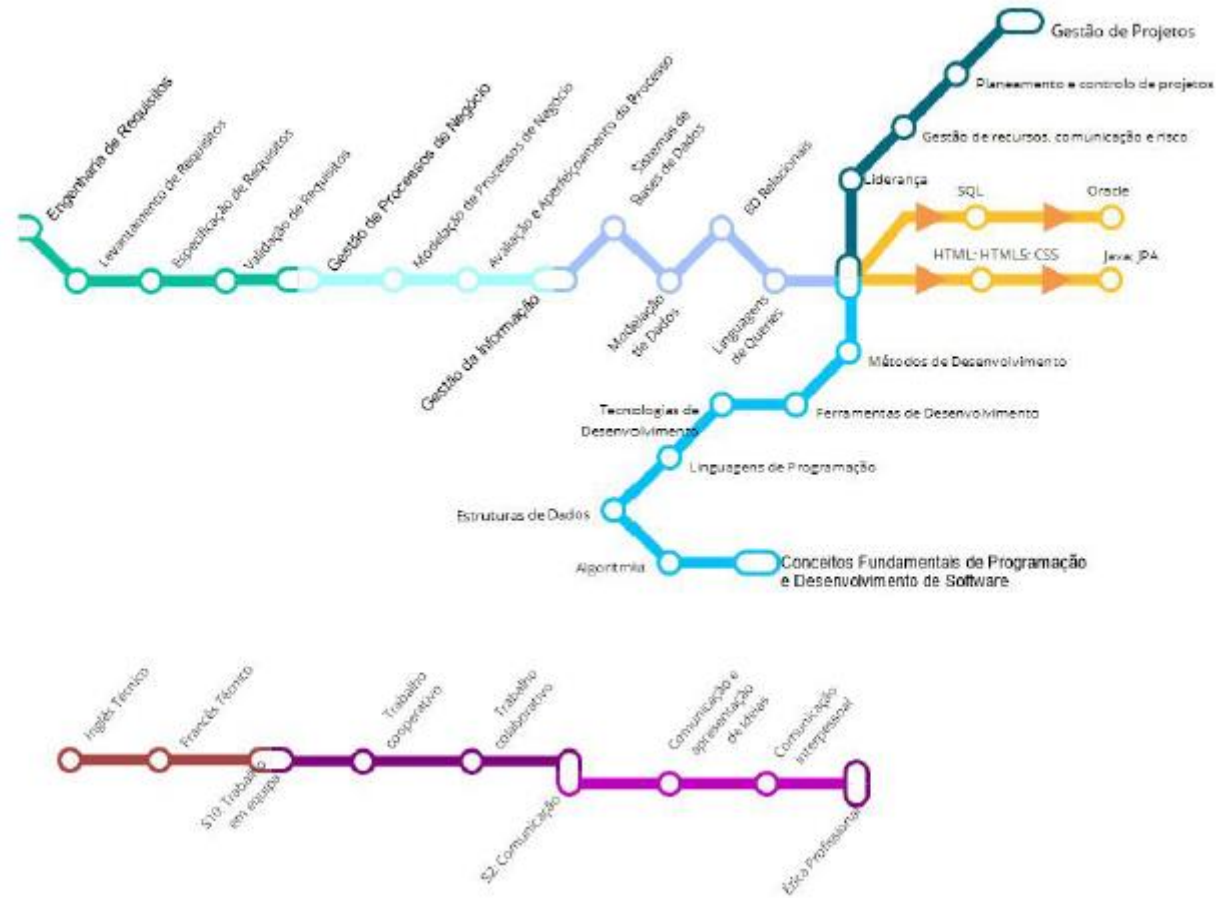 Gestão de Projetos
Planeamento e controlo de projetos
Gestão de recursos, comunicação e risco
Liderança
SQL
Oracle
HTML; HTML5; CSS
Java; JPA
Engenharia de Requisitos
Levantamento de Requisitos
Especificação de Requisitos
Validação de Requisitos
Gestão de Processos de Negócio
Modelação de Processos de Negócio
Avaliação e Aperfeiçoamento do Processo
Gestão da Informação
Sistemas de
Bases de Dados
Modelação
de Dados
BD Relacionais
Linguagens
de Queries
Métodos de Desenvolvimento
Ferramentas de Desenvolvimento
Tecnologias de
Desenvolvimento
Linguagens de Programação
Estruturas de Dados
Algoritmia
Conceitos Fundamentais de Programação
e Desenvolvimento de Software
Inglês Técnico
Francês Técnico
S10: Trabalho
em equipa
Trabalho
cooperativo
Trabalho
colaborativo
S2: Comunicação
Comunicação e
apresentação
de ideias
Comunicação
interpessoal
Ética Profissional